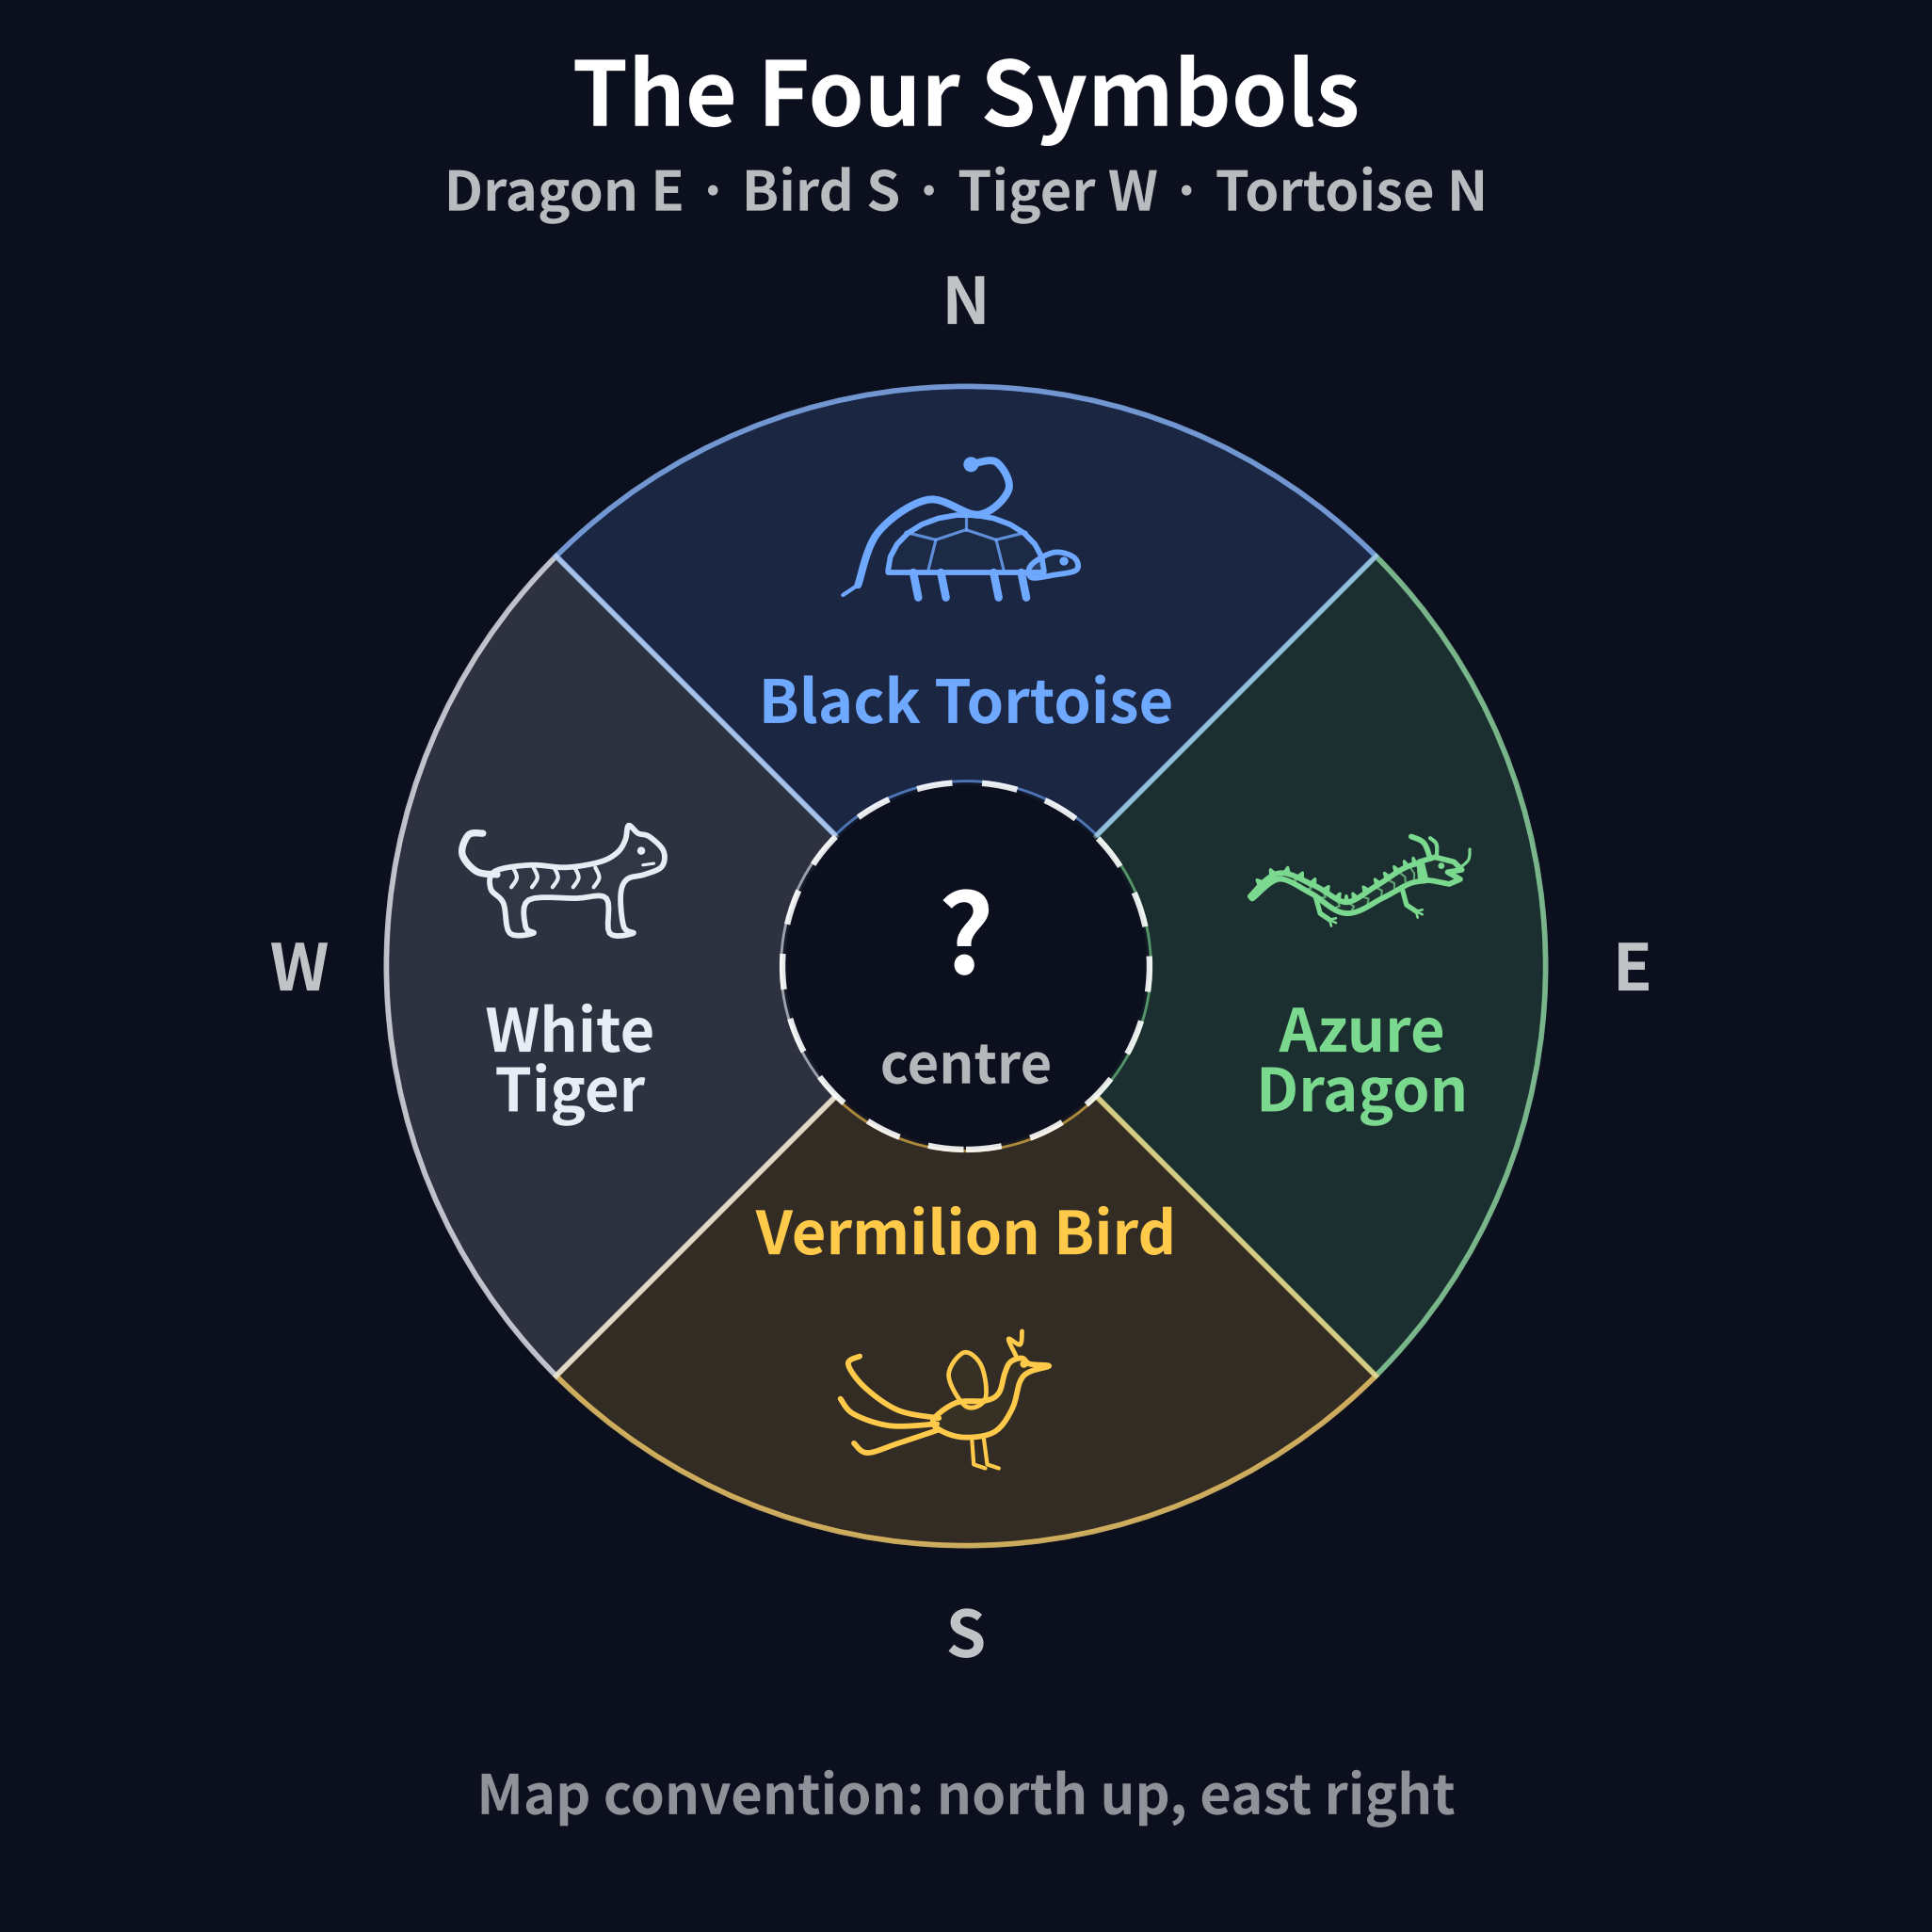 The Four Symbols
Dragon E · Bird S · Tiger W · Tortoise N
N
Black Tortoise
?
W
E
White
Tiger
centre
Azure
Dragon
Vermilion Bird
S
Map convention: north up, east right